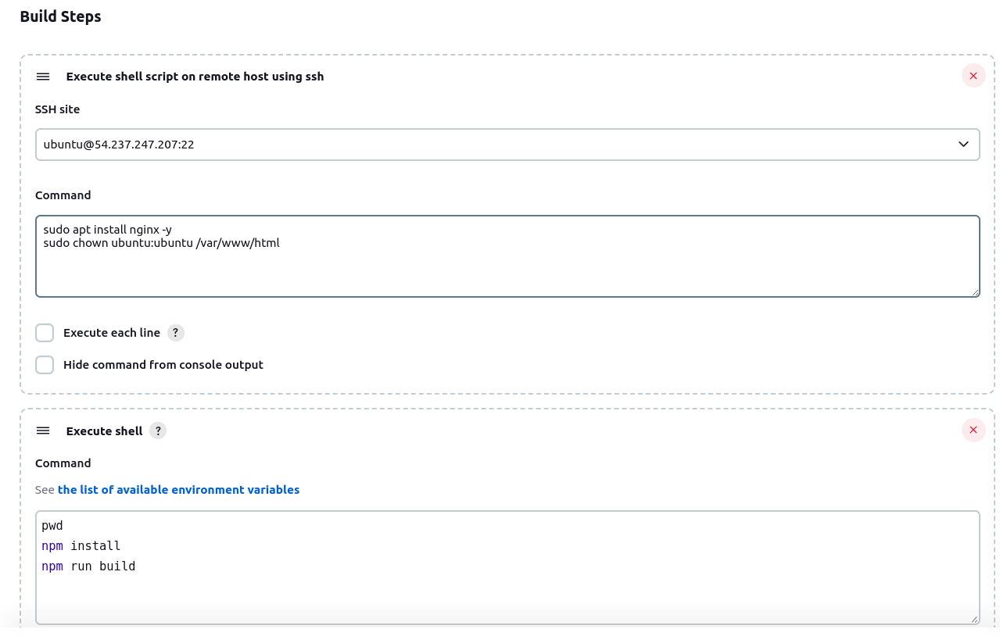 Build Steps
Execute shell script on remote host using ssh
SSH site
ubuntu@54.237.247.207:22
Command
sudo apt install nginx -y
sudo chown ubuntu:ubuntu /var/www/html
Execute each line ?
Hide command from console output
Execute shell ?
Command
See the list of available environment variables
pwd
npm install
npm run build